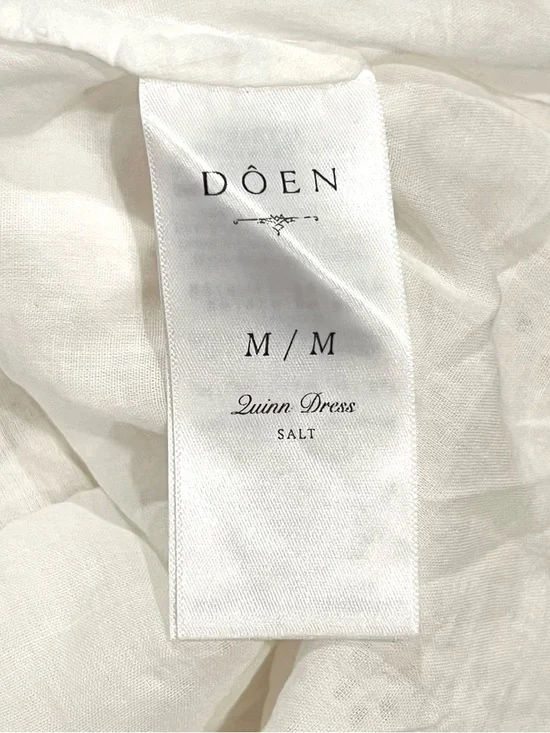 DÔEN
M / M
Quinn Dress
SALT